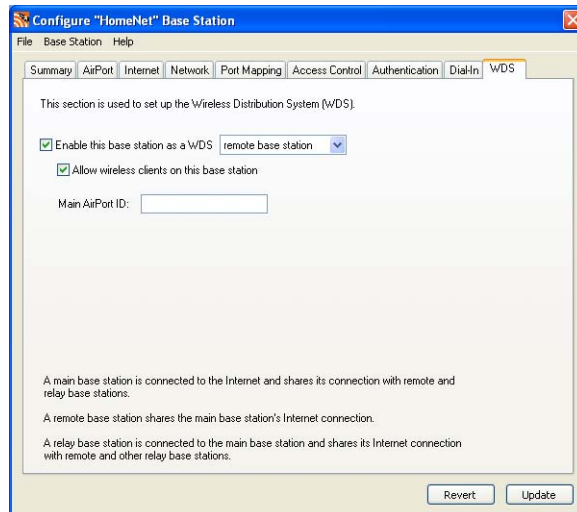 Configure "HomeNet" Base Station
File Base Station Help
Summary AirPort Internet Network Port Mapping Access Control Authentication Dial-In WDS
This section is used to set up the Wireless Distribution System (WDS).
Enable this base station as a WDS remote base station
Allow wireless clients on this base station
Main AirPort ID:
A main base station is connected to the Internet and shares its connection with remote and
relay base stations.
A remote base station shares the main base station's Internet connection.
A relay base station is connected to the main base station and shares its Internet connection
with remote and other relay base stations.
Revert Update